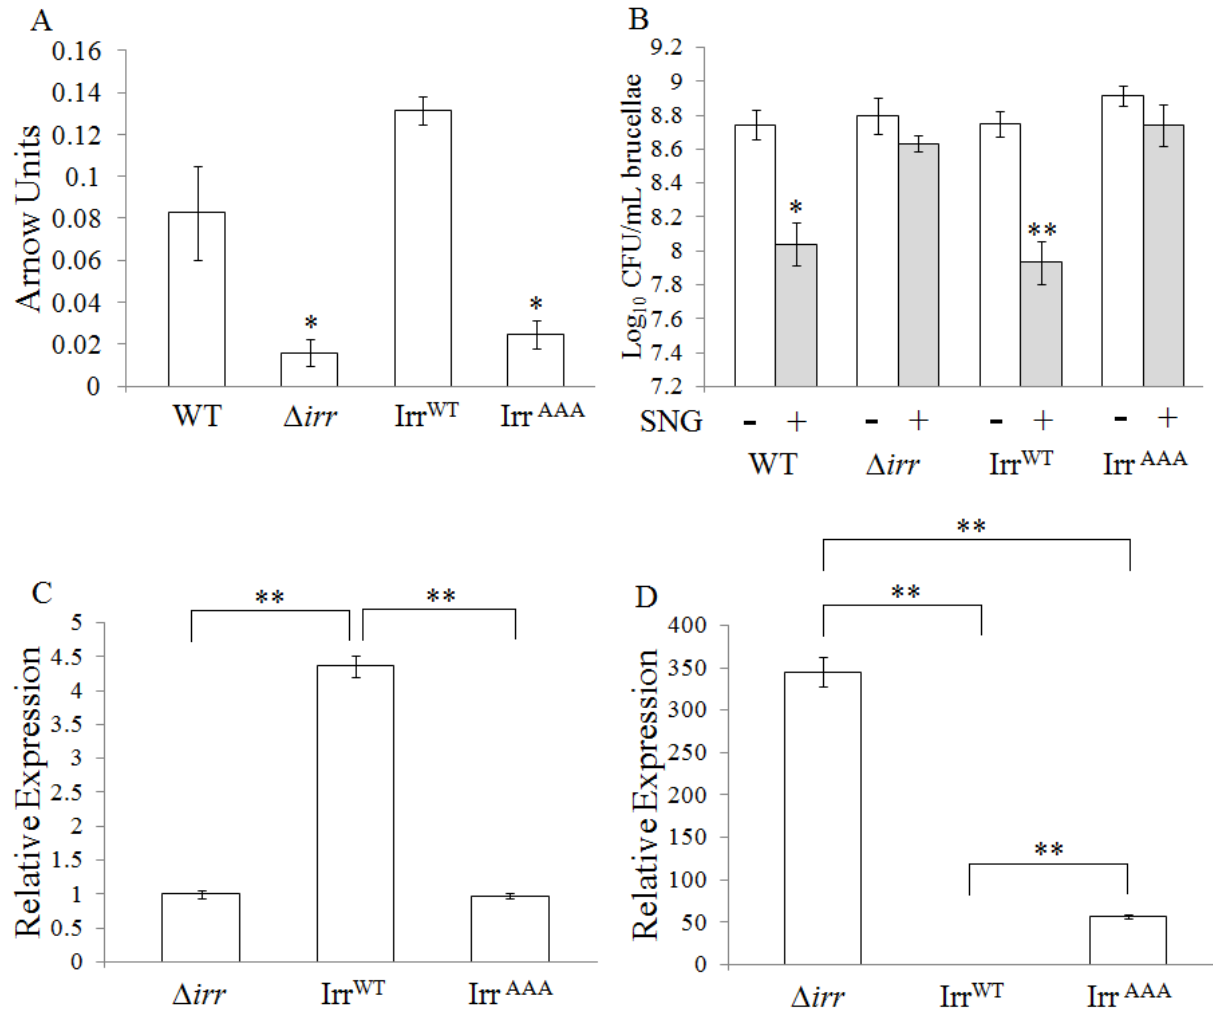 A
Arnow Units
0.16
0.14
0.12
0.1
0.08
0.06
0.04
0.02
0
*
*
WT
Δirr
Irr^WT
Irr^AAA
B
Log₁₀ CFU/mL brucellae
9.2
9
8.8
8.6
8.4
8.2
8
7.8
7.6
7.4
7.2
*
**
SNG - + - + - + - +
WT
Δirr
Irr^WT
Irr^AAA
C
Relative Expression
5
4.5
4
3.5
3
2.5
2
1.5
1
0.5
0
**
**
Δirr
Irr^WT
Irr^AAA
D
Relative Expression
400
350
300
250
200
150
100
50
0
**
**
**
Δirr
Irr^WT
Irr^AAA